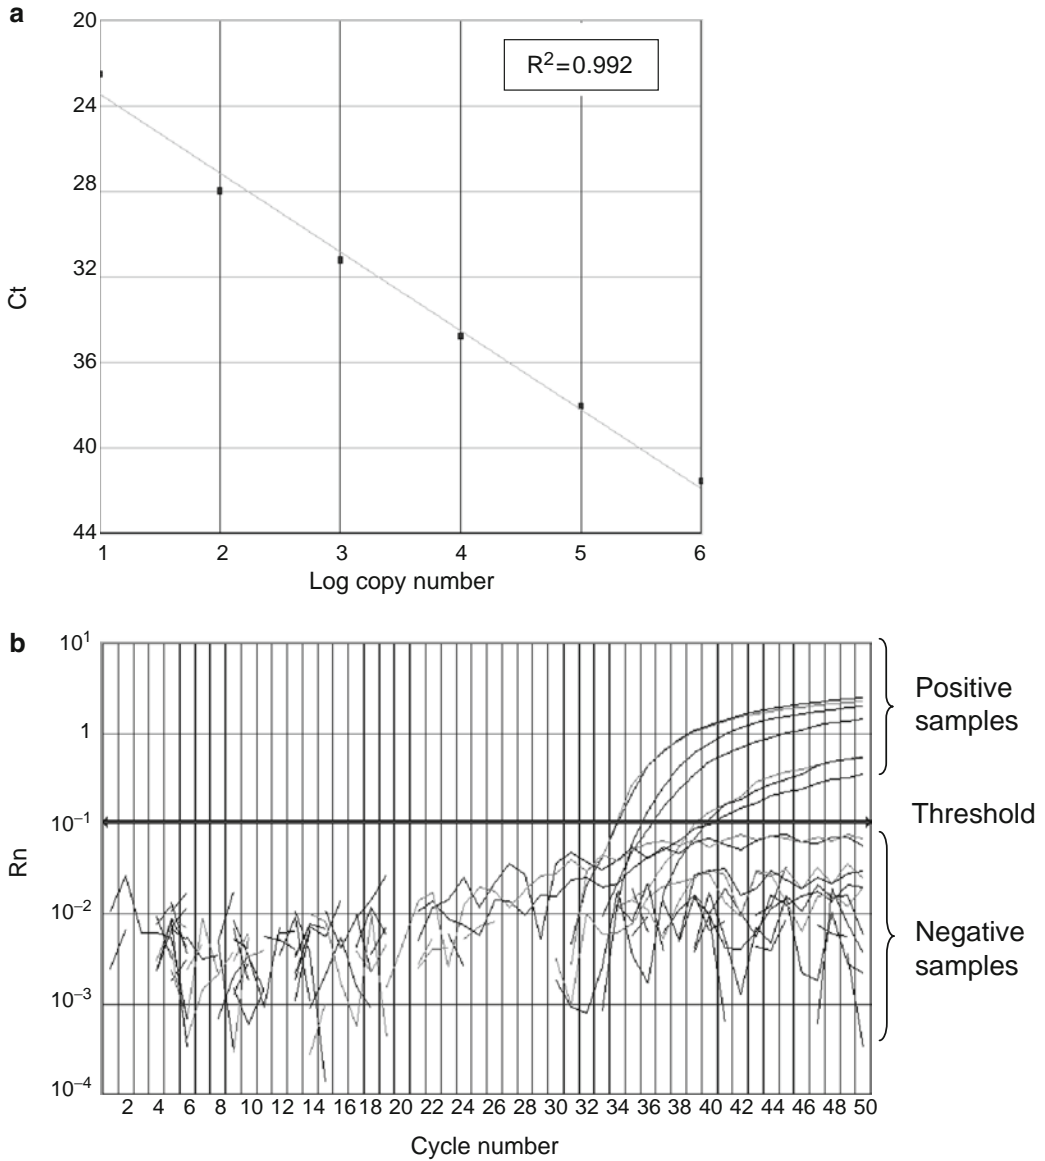 a
20
24
28
32
36
40
44
Ct
R²=0.992
1 2 3 4 5 6
Log copy number
b
10¹
1
10⁻¹
10⁻²
10⁻³
10⁻⁴
Rn
Positive
samples
Threshold
Negative
samples
2 4 6 8 10 12 14 16 18 20 22 24 26 28 30 32 34 36 38 40 42 44 46 48 50
Cycle number